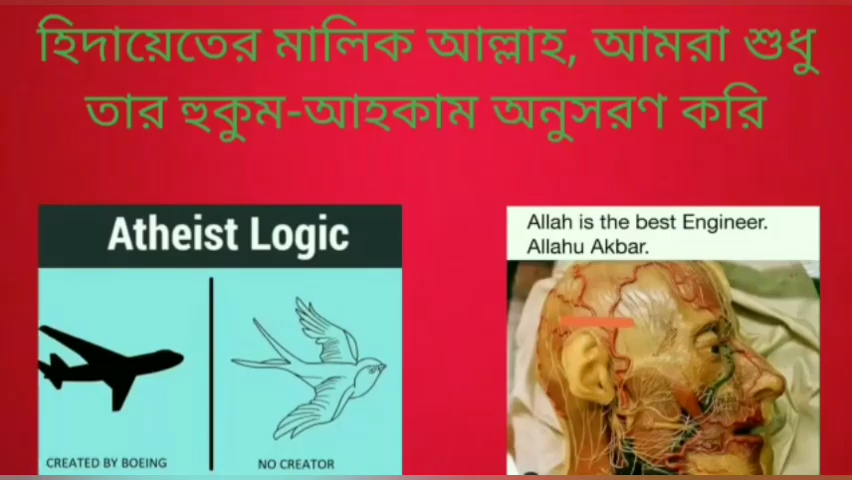 হিদায়েতের মালিক আল্লাহ, আমরা শুধু
তার হুকুম-আহকাম অনুসরণ করি
Atheist Logic
CREATED BY BOEING
NO CREATOR
Allah is the best Engineer.
Allahu Akbar.